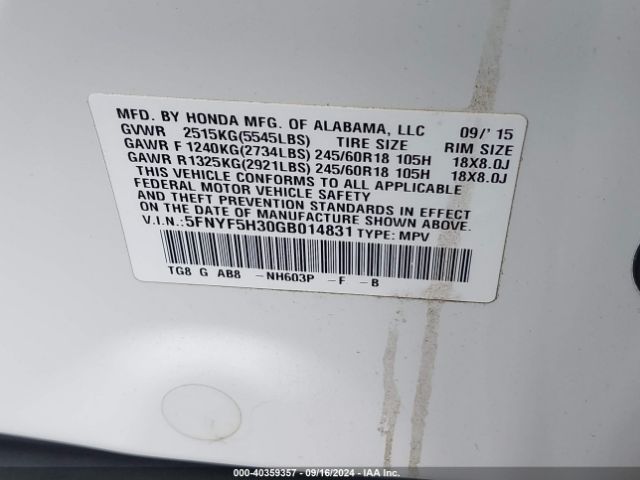 MFD. BY HONDA MFG. OF ALABAMA, LLC 09/' 15
GVWR 2515KG(5545LBS) TIRE SIZE RIM SIZE
GAWR F 1240KG(2734LBS) 245/60R18 105H 18X8.0J
GAWR R1325KG(2921LBS) 245/60R18 105H 18X8.0J
THIS VEHICLE CONFORMS TO ALL APPLICABLE
FEDERAL MOTOR VEHICLE SAFETY
AND THEFT PREVENTION STANDARDS IN EFFECT
ON THE DATE OF MANUFACTURE SHOWN ABOVE.
V.I.N.:5FNYF5H30GB014831 TYPE: MPV
TG8 G AB8 -NH603P -F -B
000-40359357 - 09/16/2024 - IAA Inc.